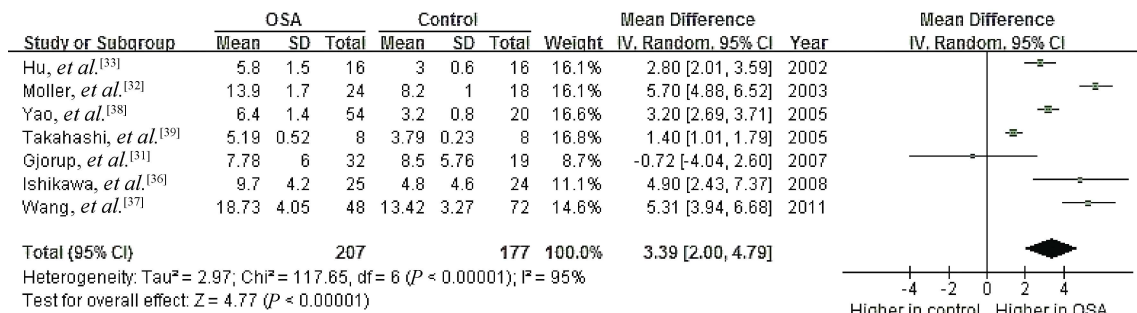 OSA Control Mean Difference Mean Difference
Study or Subgroup Mean SD Total Mean SD Total Weight IV. Random. 95% CI Year IV. Random. 95% CI
Hu, et al.[33] 5.8 1.5 16 3 0.6 16 16.1% 2.80 [2.01, 3.59] 2002
Moller, et al.[32] 13.9 1.7 24 8.2 1 18 16.1% 5.70 [4.88, 6.52] 2003
Yao, et al.[38] 6.4 1.4 54 3.2 0.8 20 16.6% 3.20 [2.69, 3.71] 2005
Takahashi, et al.[39] 5.19 0.52 8 3.79 0.23 8 16.8% 1.40 [1.01, 1.79] 2005
Gjorup, et al.[31] 7.78 6 32 8.5 5.76 19 8.7% -0.72 [-4.04, 2.60] 2007
Ishikawa, et al.[36] 9.7 4.2 25 4.8 4.6 24 11.1% 4.90 [2.43, 7.37] 2008
Wang, et al.[37] 18.73 4.05 48 13.42 3.27 72 14.6% 5.31 [3.94, 6.68] 2011
Total (95% CI) 207 177 100.0% 3.39 [2.00, 4.79]
Heterogeneity: Tau² = 2.97; Chi² = 117.65, df = 6 (P < 0.00001); I² = 95%
Test for overall effect: Z = 4.77 (P < 0.00001)
-4 -2 0 2 4
Higher in control Higher in OSA